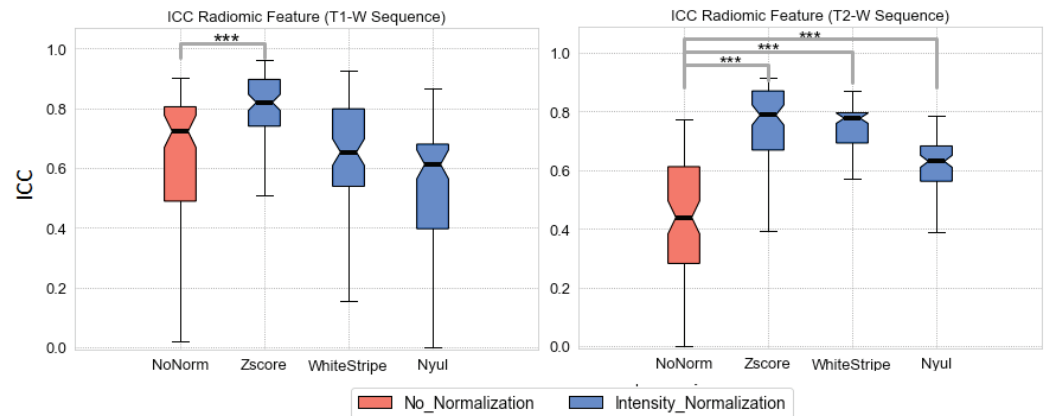 ICC Radiomic Feature (T1-W Sequence)
ICC
1.0
0.8
0.6
0.4
0.2
0.0
***
NoNorm Zscore WhiteStripe Nyul
ICC Radiomic Feature (T2-W Sequence)
1.0
0.8
0.6
0.4
0.2
0.0
***
***
***
NoNorm Zscore WhiteStripe Nyul
No_Normalization Intensity_Normalization